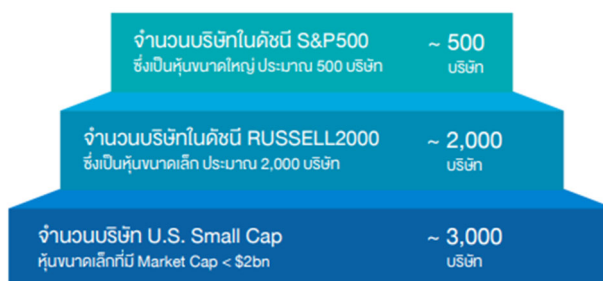 จำนวนบริษัทในดัชนี S&P500 ~ 500
ซึ่งเป็นหุ้นขนาดใหญ่ ประมาณ 500 บริษัท บริษัท
จำนวนบริษัทในดัชนี RUSSELL2000 ~ 2,000
ซึ่งเป็นหุ้นขนาดเล็ก ประมาณ 2,000 บริษัท บริษัท
จำนวนบริษัท U.S. Small Cap ~ 3,000
หุ้นขนาดเล็กที่มี Market Cap < $2bn บริษัท